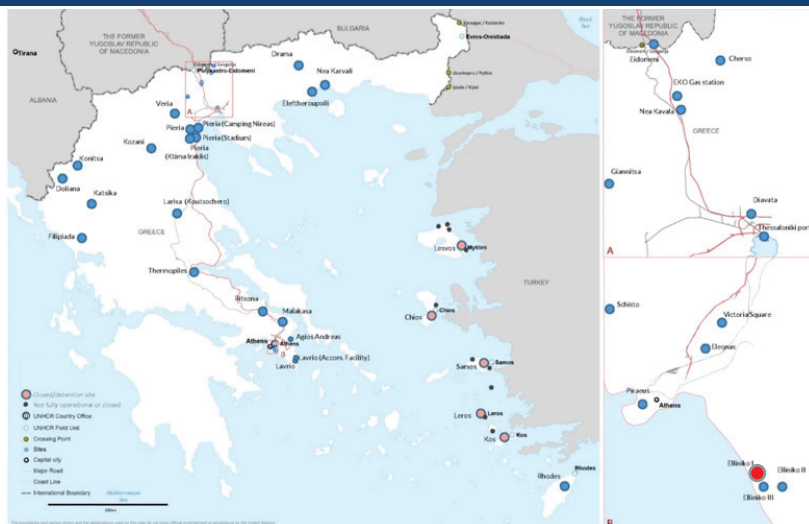 THE FORMER
YUGOSLAV REPUBLIC
OF MACEDONIA
BULGARIA
Black
Sea
Tirana
ALBANIA
Evros-Orestiada
Drama
Nea Karvali
Eleftheroupoili
Polykastro-Eidomeni
A
Veria
Pieria
Pieria (Camping Nireas)
Pieria (Stadium)
Pieria
(Ktima Iraklis)
Kozani
Konitsa
Doliana
Katsika
Larisa (Koutsochero)
Filipiada
GREECE
Thermopiles
Ritsona
Malakasa
Agios Andreas
Athens
Athens
B
Lavrio (Accom. Facility)
Lavrio
TURKEY
Lesvos
Mytilini
Chios
Chios
Samos
Samos
Leros
Leros
Kos
Kos
Rhodes
Rhodes
Mediterranean
Sea
Closed/detention site
Not fully operational or closed
UNHCR Country Office
UNHCR Field Unit
Crossing Point
Sites
Capital city
Major Road
Coast Line
International Boundary
THE FORMER
YUGOSLAV REPUBLIC
OF MACEDONIA
Eidomeni
Cherso
EKO Gas station
Nea Kavala
GREECE
Giannitsa
Diavata
Thessaloniki port
A
Schisto
Victoria Square
Eleonas
Piraeus
Athens
Elliniko I
Elliniko II
Elliniko III
B